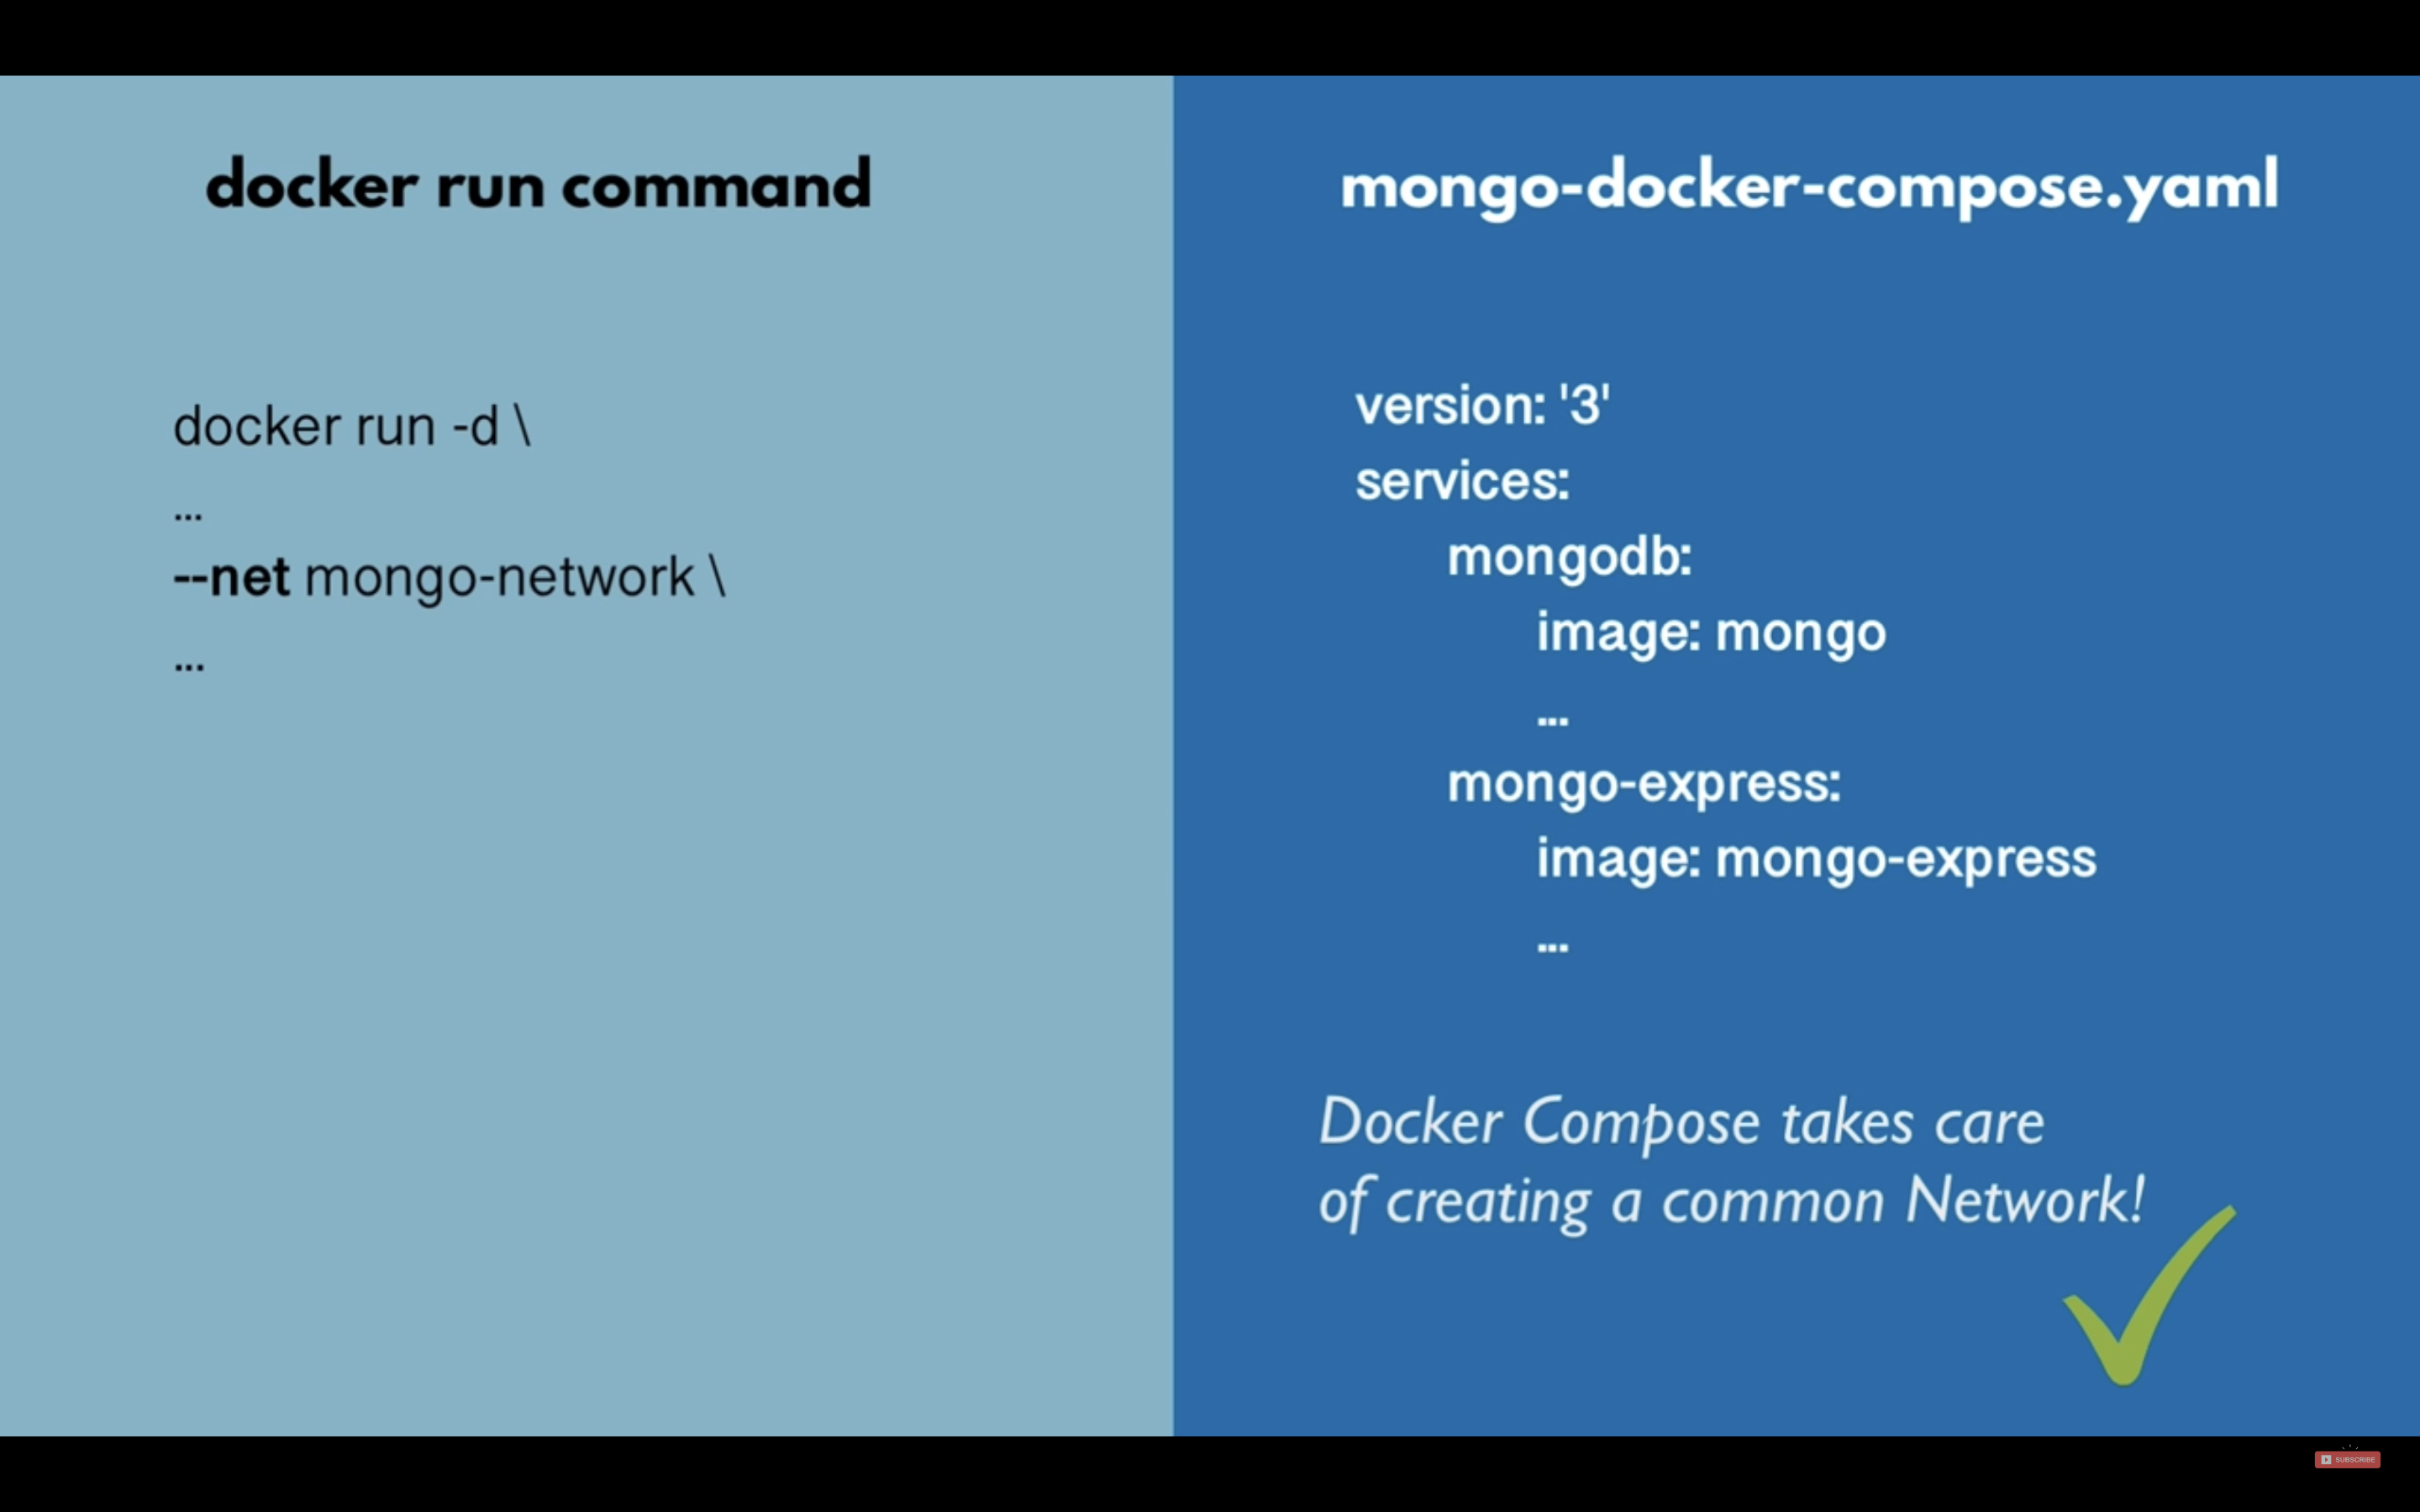 docker run command
docker run -d \
...
--net mongo-network \
...
mongo-docker-compose.yaml
version: '3'
services:
mongodb:
image: mongo
...
mongo-express:
image: mongo-express
...
Docker Compose takes care
of creating a common Network!
SUBSCRIBE